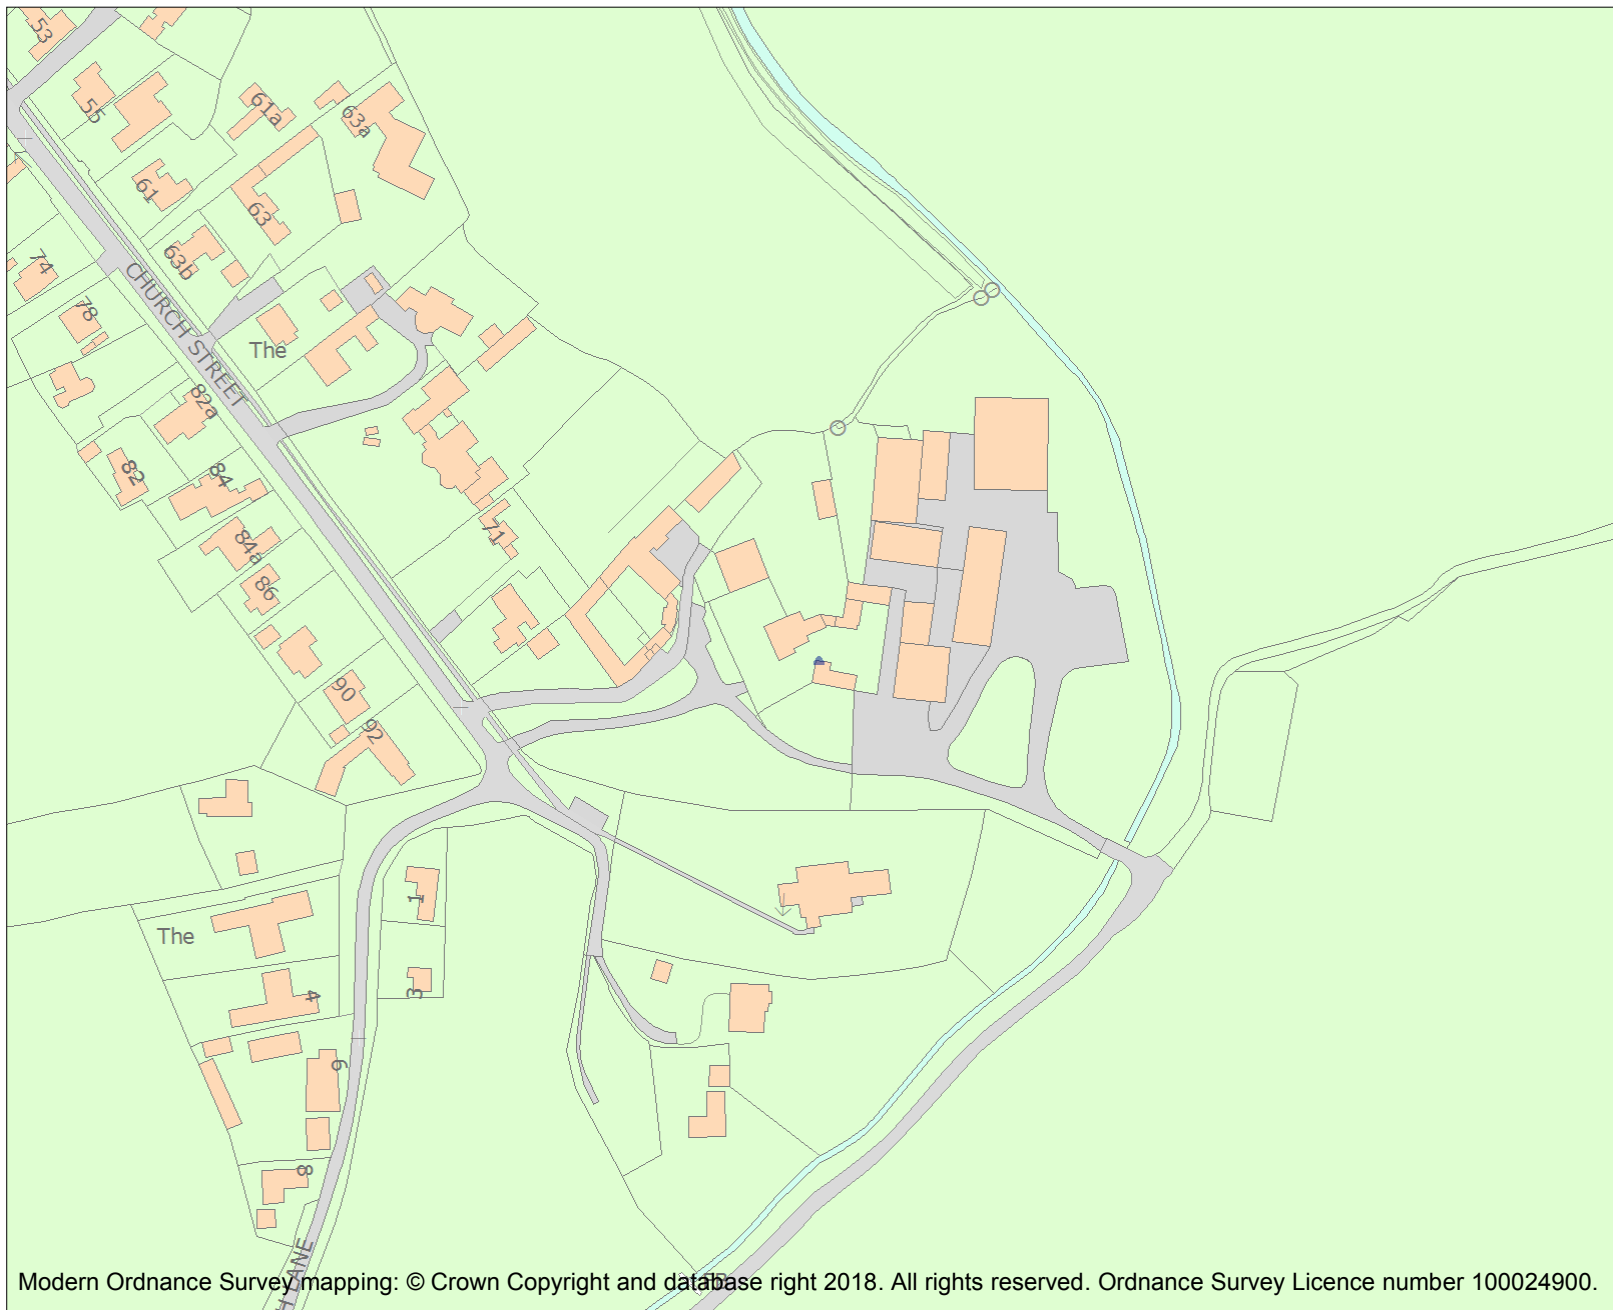 53
55
61a
63a
61
63
63b
74
CHURCH STREET
78
The
82a
82
84
71
84a
86
90
92
1
The
3
4
6
8
LANE
FB
Modern Ordnance Survey mapping: © Crown Copyright and database right 2018. All rights reserved. Ordnance Survey Licence number 100024900.